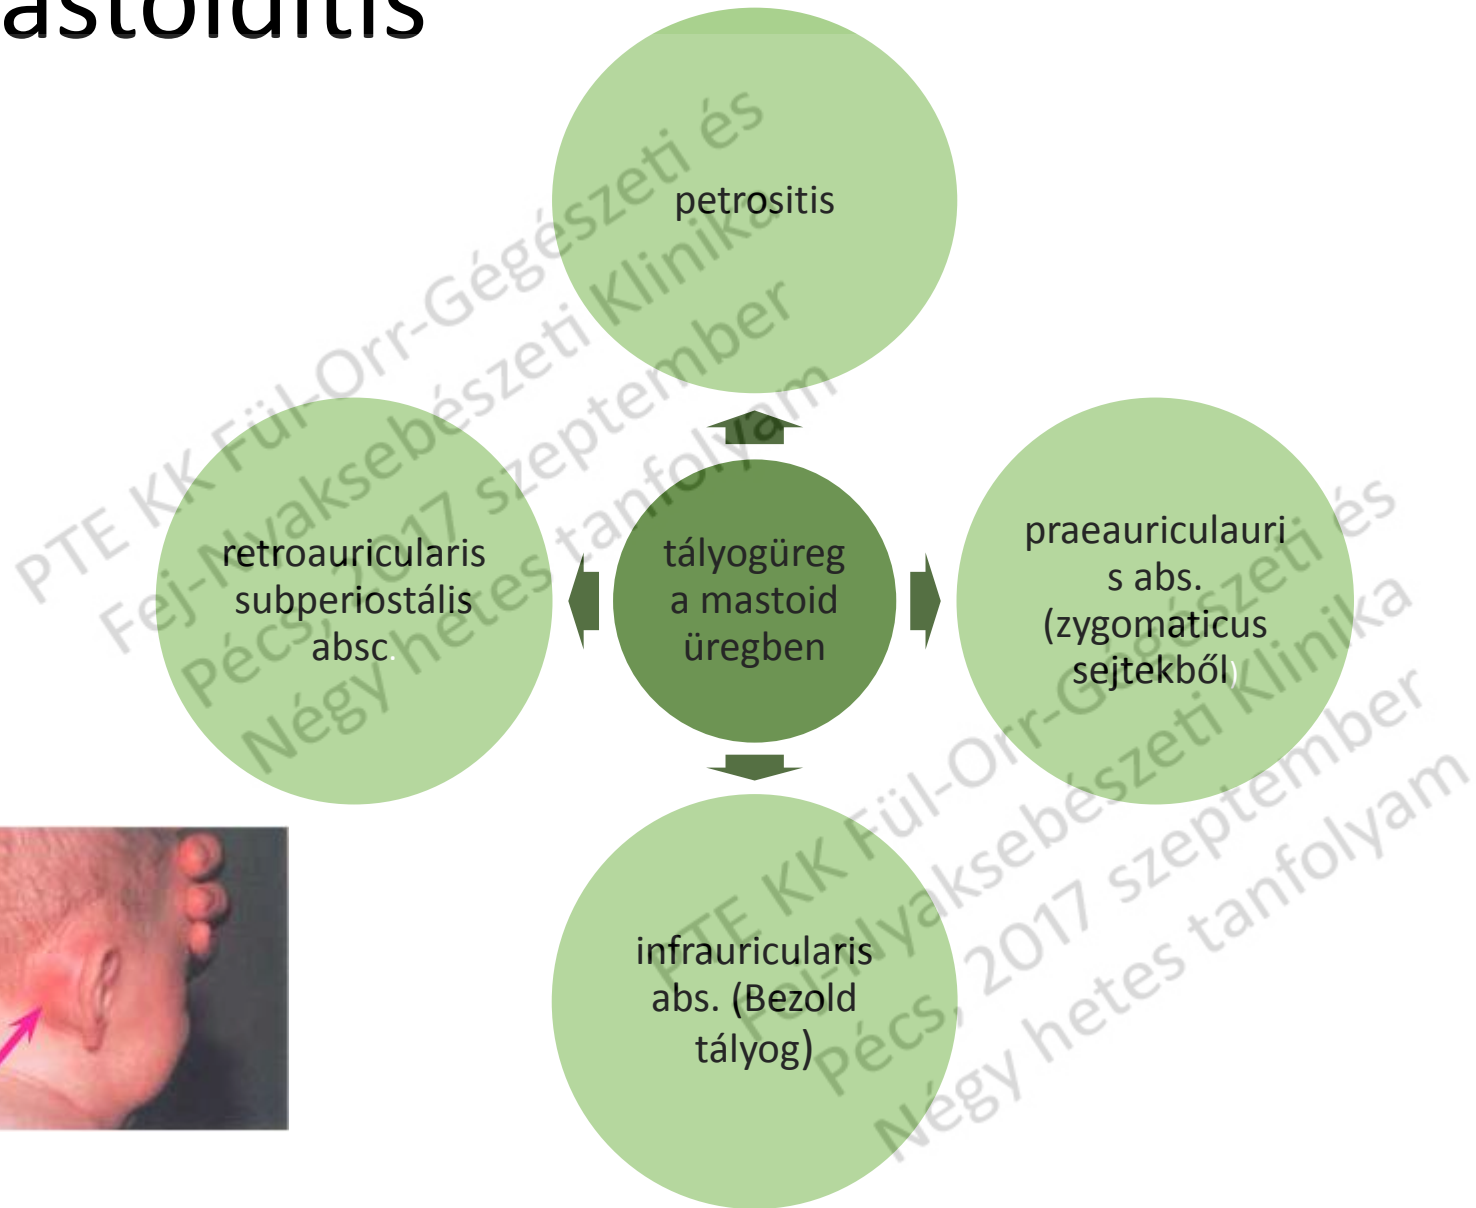 astoiditis
petrositis
retroauricularis
subperiostális
absc.
tályogüreg
a mastoid
üregben
praeauriculauri
s abs.
(zygomaticus
sejtekből)
infrauricularis
abs. (Bezold
tályog)
PTE KK Fül-Orr-Gégészeti és
Fej-Nyaksebészeti Klinika
Pécs, 2017 szeptember
Négy hetes tanfolyam
PTE KK Fül-Orr-Gégészeti és
Fej-Nyaksebészeti Klinika
Pécs, 2017 szeptember
Négy hetes tanfolyam